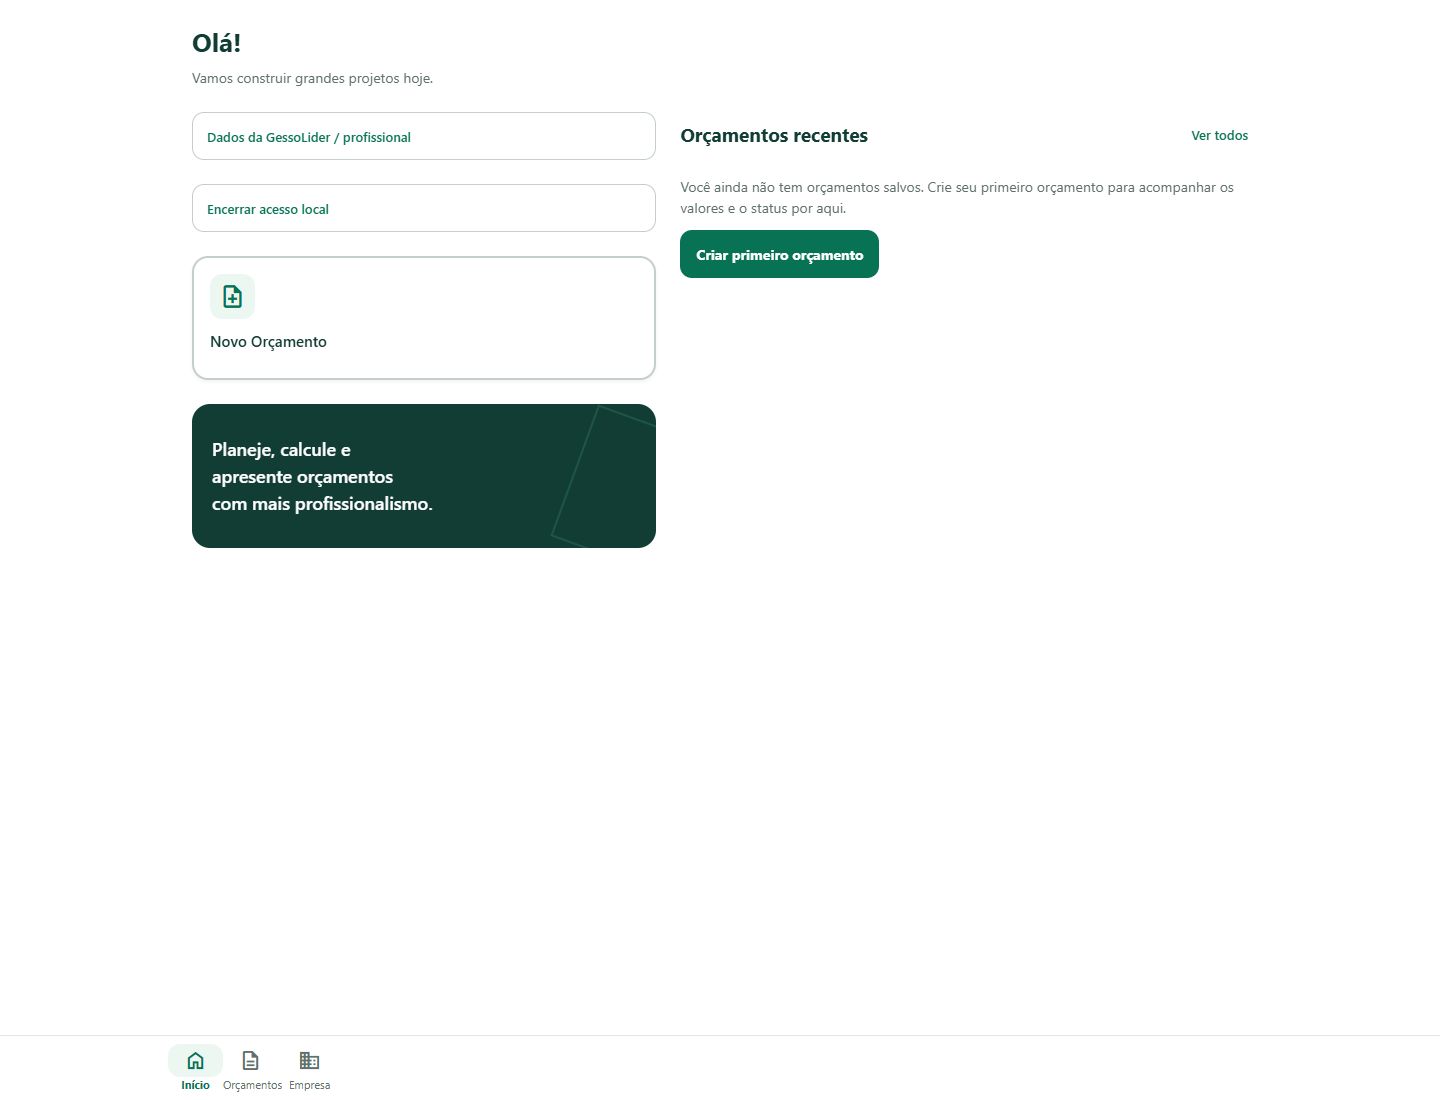 Olá!
Vamos construir grandes projetos hoje.
Dados da GessoLider / profissional
Encerrar acesso local
Novo Orçamento
Planeje, calcule e
apresente orçamentos
com mais profissionalismo.
Orçamentos recentes
Ver todos
Você ainda não tem orçamentos salvos. Crie seu primeiro orçamento para acompanhar os
valores e o status por aqui.
Criar primeiro orçamento
Início
Orçamentos
Empresa